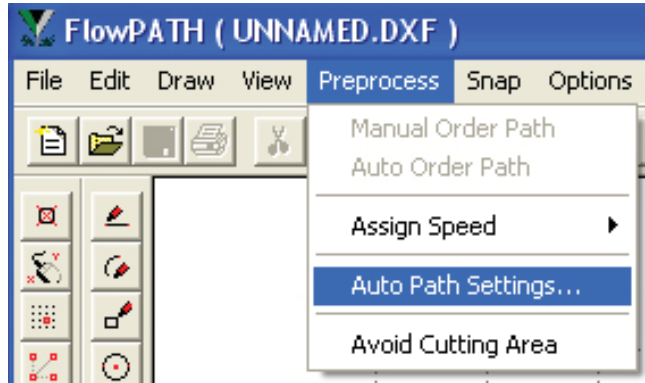 FlowPATH ( UNNAMED.DXF )
File Edit Draw View Preprocess Snap Options
Manual Order Path
Auto Order Path
Assign Speed
Auto Path Settings...
Avoid Cutting Area